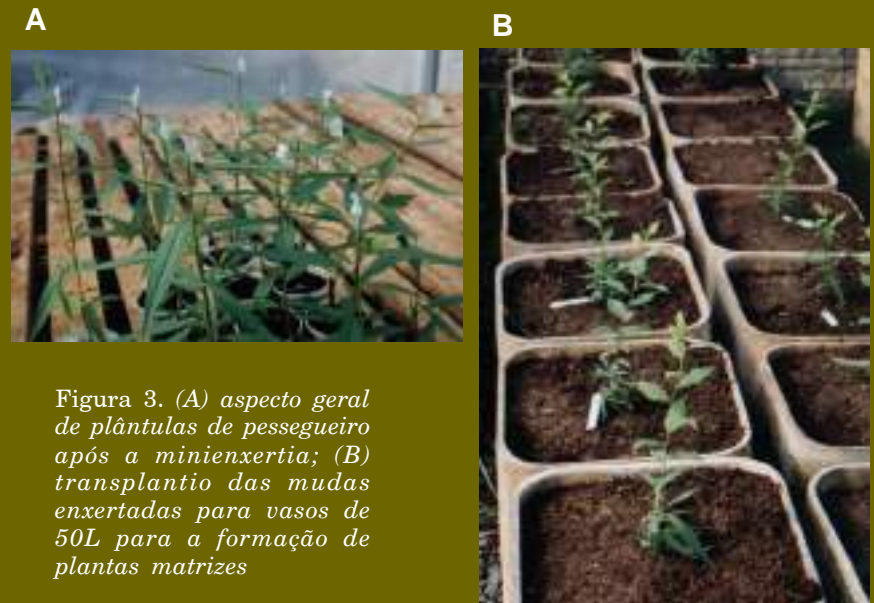 A
B
Figura 3. (A) aspecto geral
de plântulas de pessegueiro
após a minienxertia; (B)
transplantio das mudas
enxertadas para vasos de
50L para a formação de
plantas matrizes